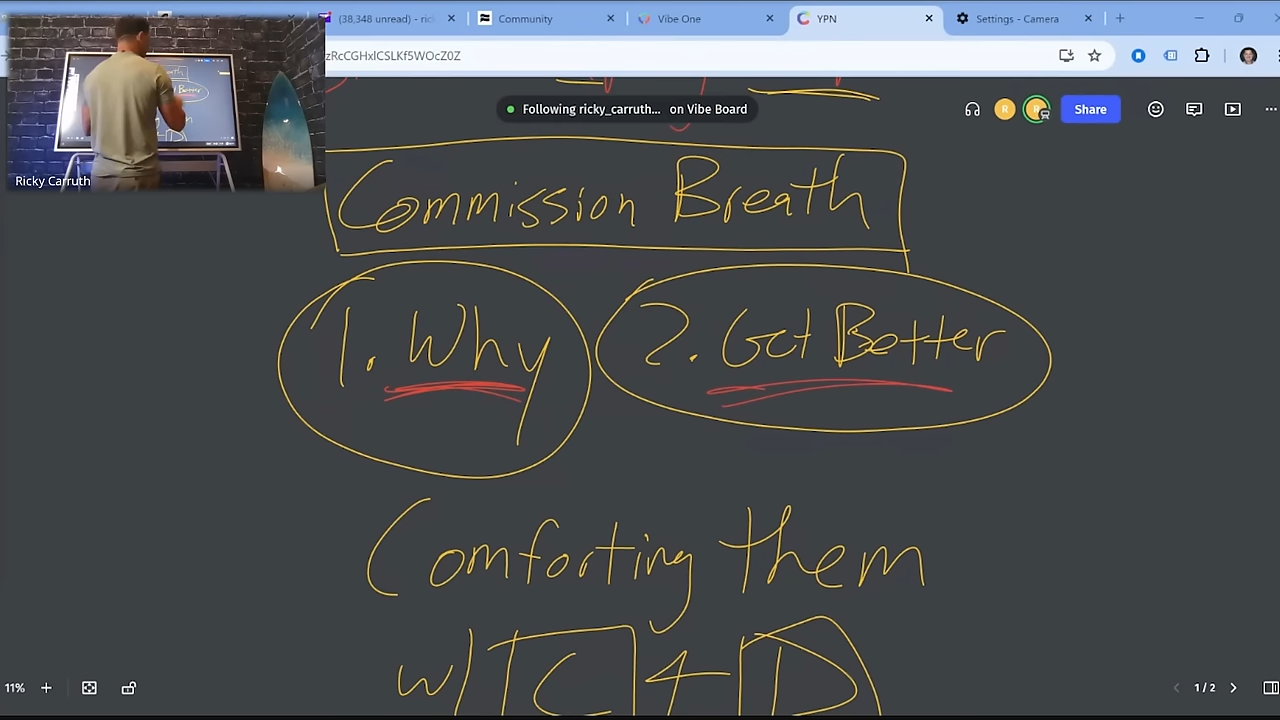 (38,348 unread) - ric
Community
Vibe One
YPN
Settings - Camera
zRcCGHxlCSLKf5WOcZ0Z
Following ricky_carruth... on Vibe Board
R
R
Share
Ricky Carruth
Commission Breath
1. Why
2. Get Better
Comforting them
w/ C + D
11%
1 / 2